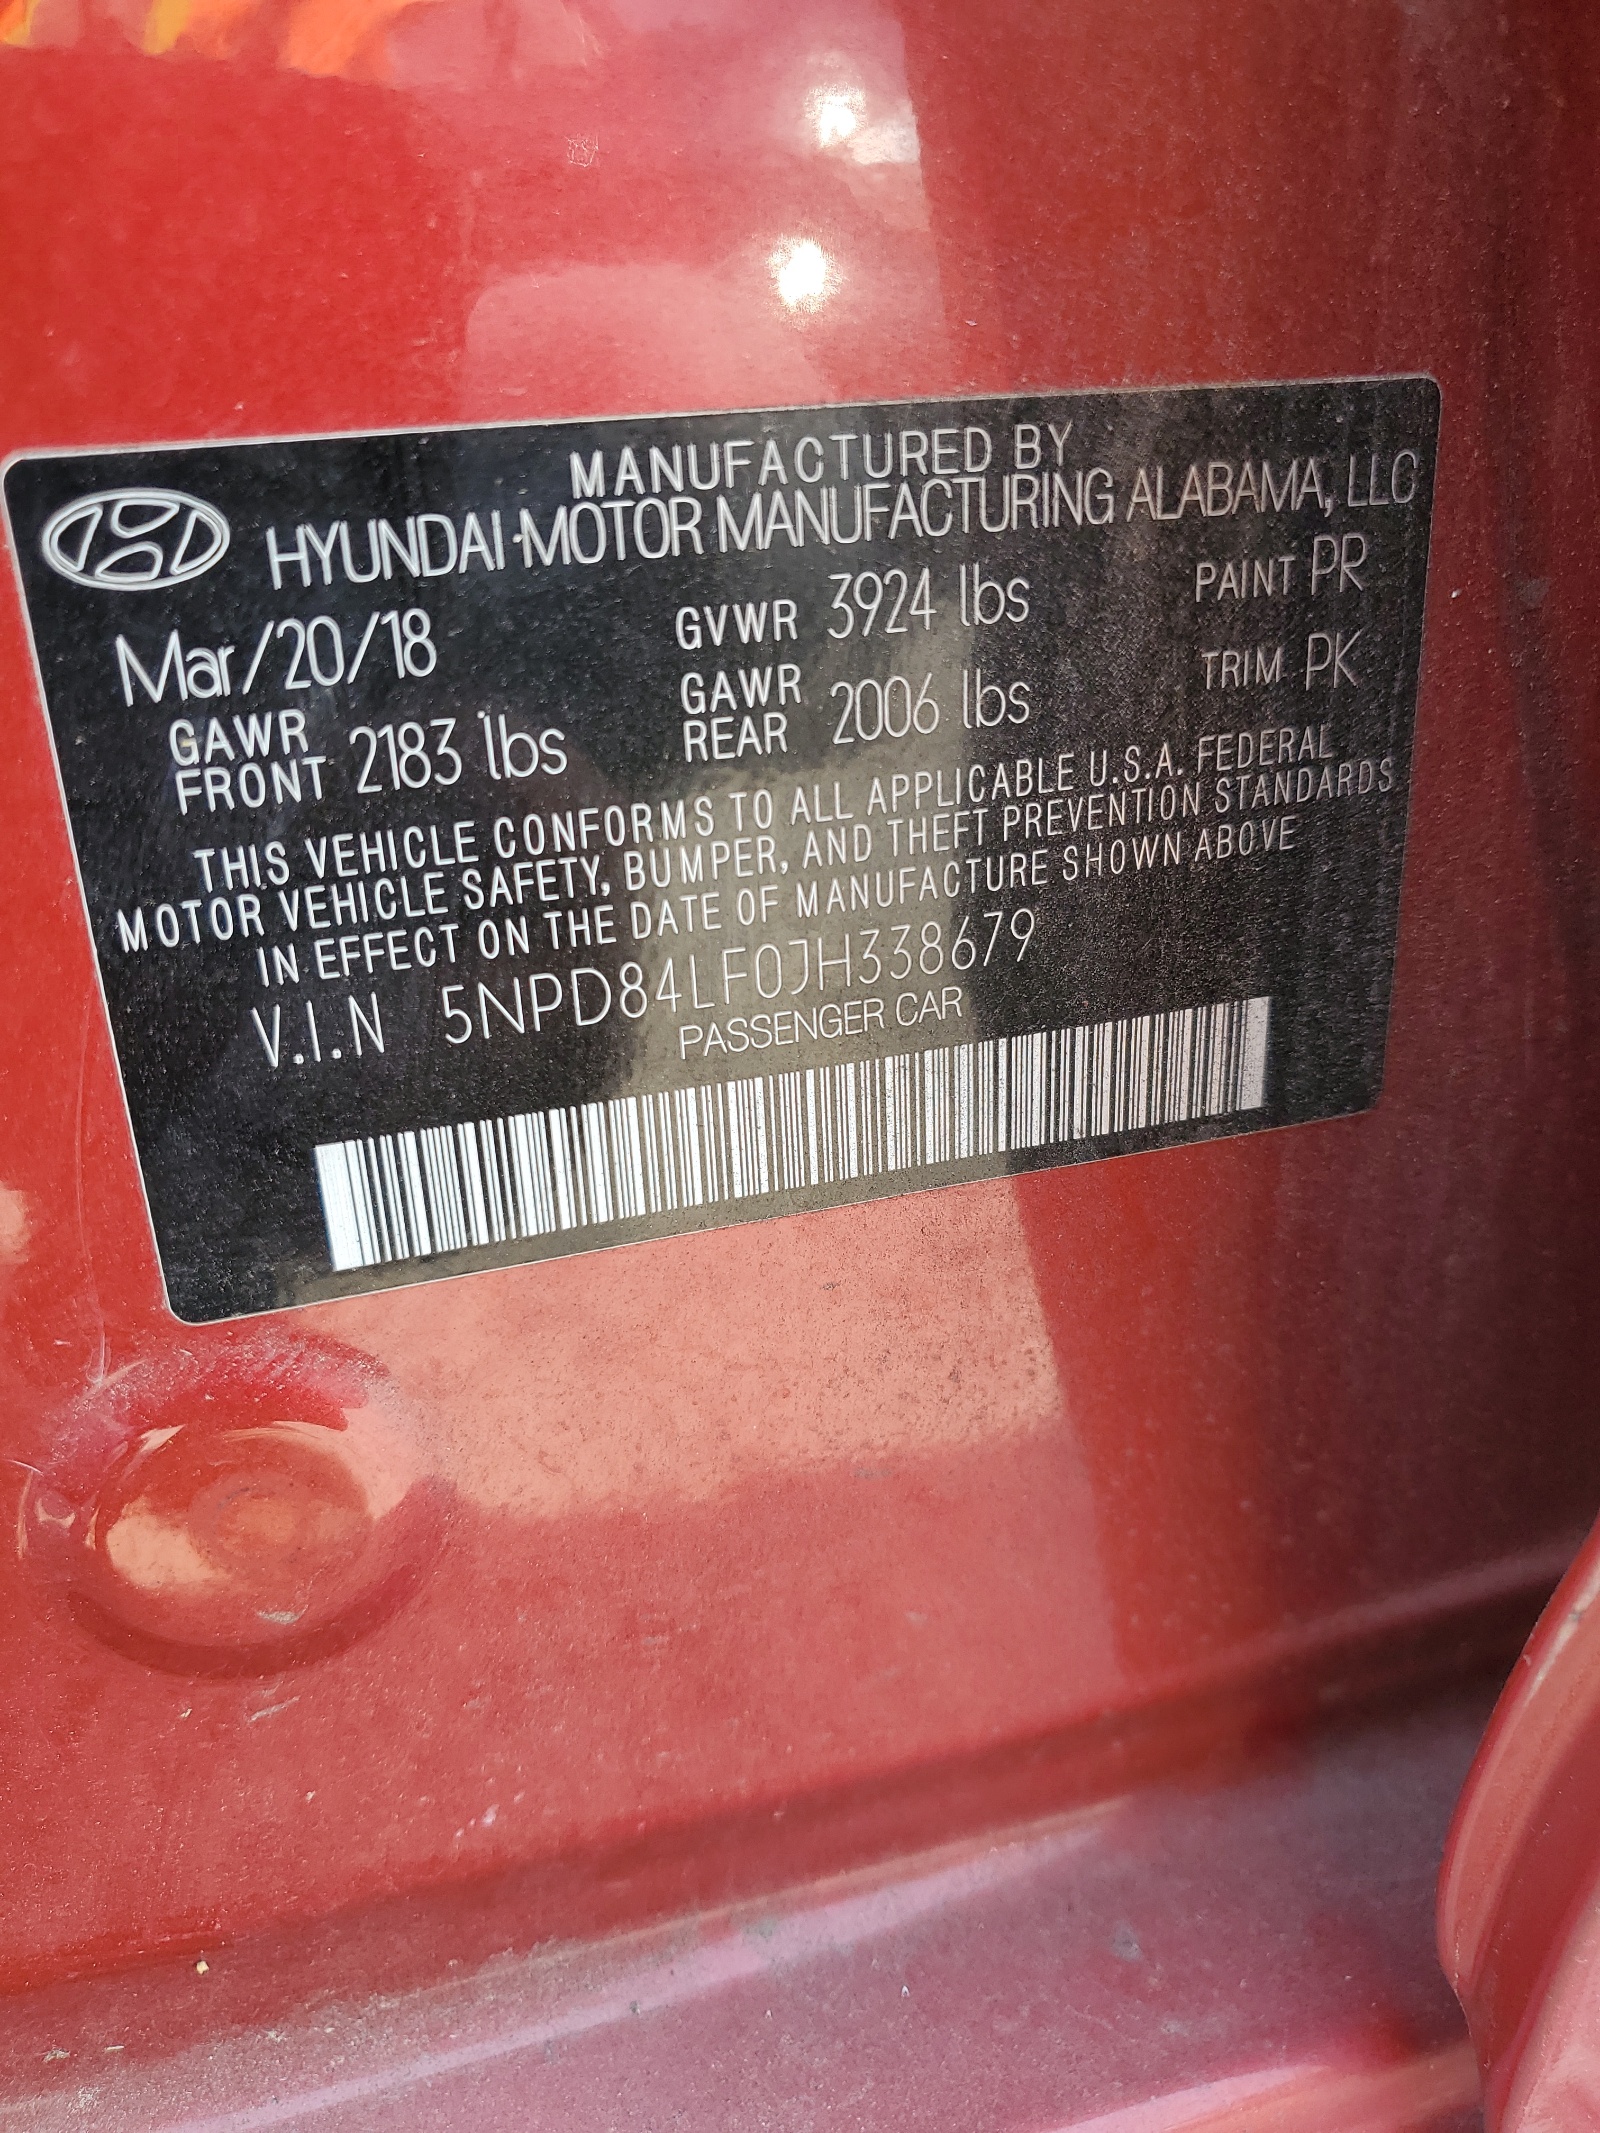 MANUFACTURED BY
HYUNDAI MOTOR MANUFACTURING ALABAMA, LLC
Mar/20/18 GVWR 3924 lbs PAINT PR
GAWR FRONT 2183 lbs GAWR REAR 2006 lbs TRIM PK
THIS VEHICLE CONFORMS TO ALL APPLICABLE U.S.A. FEDERAL
MOTOR VEHICLE SAFETY, BUMPER, AND THEFT PREVENTION STANDARDS
IN EFFECT ON THE DATE OF MANUFACTURE SHOWN ABOVE
V.I.N 5NPD84LF0JH338679
PASSENGER CAR